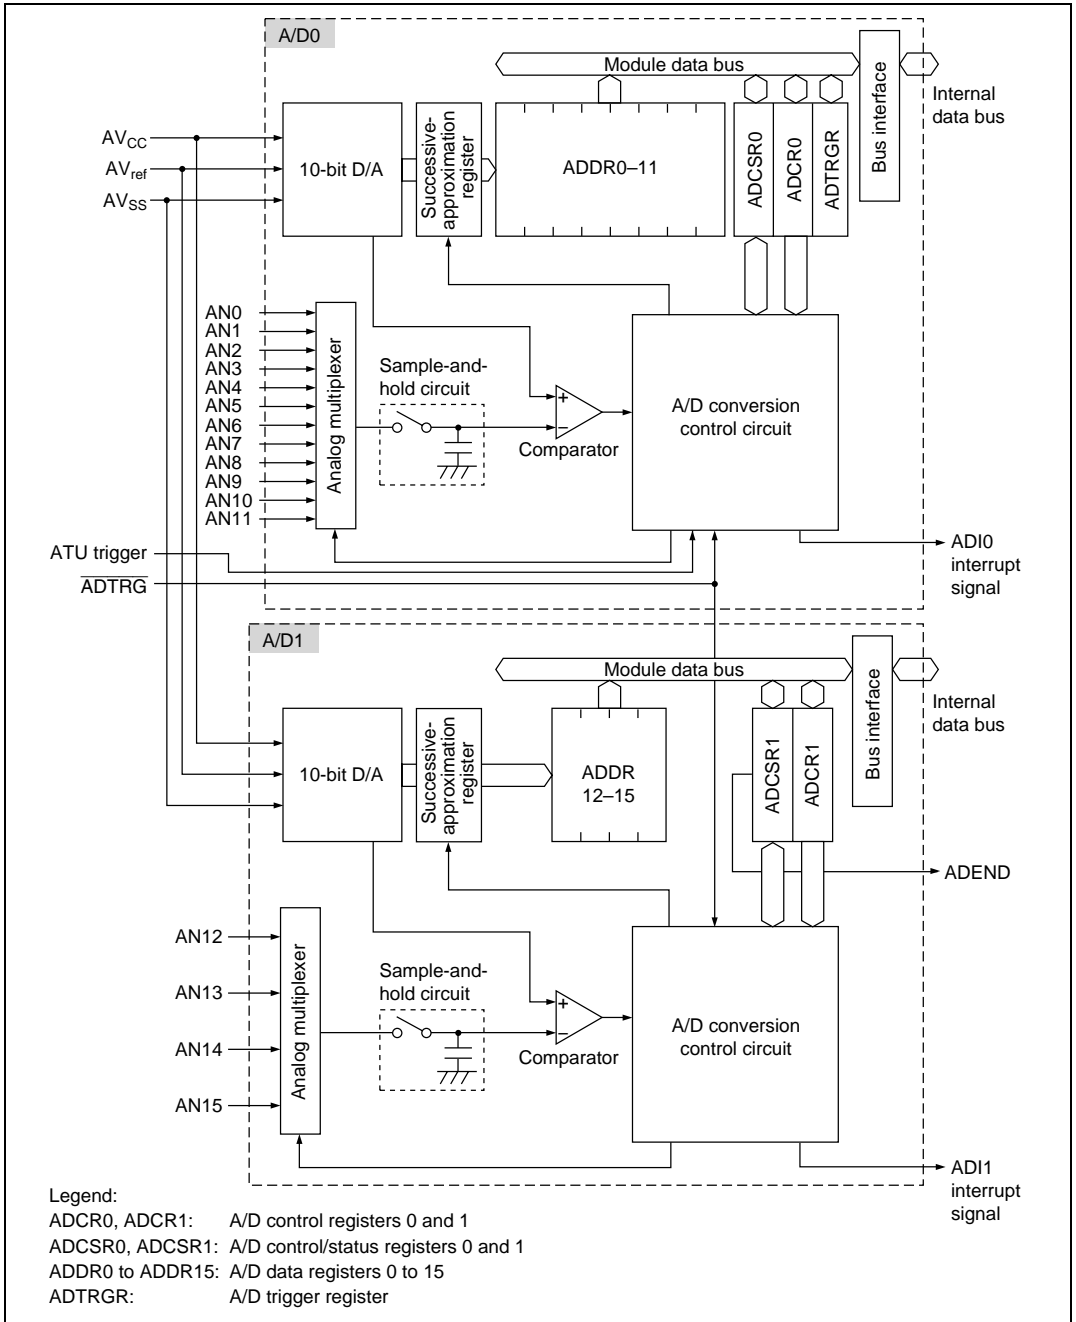 A/D0
Module data bus
Bus interface
Internal
data bus
AVCC
AVref
AVSS
10-bit D/A
Successive-
approximation
register
ADDR0–11
ADCSR0
ADCR0
ADTRGR
AN0
AN1
AN2
AN3
AN4
AN5
AN6
AN7
AN8
AN9
AN10
AN11
Analog multiplexer
Sample-and-
hold circuit
+
–
Comparator
A/D conversion
control circuit
ATU trigger
ADTRG
ADI0
interrupt
signal
A/D1
Module data bus
Bus interface
Internal
data bus
10-bit D/A
Successive-
approximation
register
ADDR
12–15
ADCSR1
ADCR1
ADEND
AN12
AN13
AN14
AN15
Analog multiplexer
Sample-and-
hold circuit
+
–
Comparator
A/D conversion
control circuit
ADI1
interrupt
signal
Legend:
ADCR0, ADCR1: A/D control registers 0 and 1
ADCSR0, ADCSR1: A/D control/status registers 0 and 1
ADDR0 to ADDR15: A/D data registers 0 to 15
ADTRGR: A/D trigger register